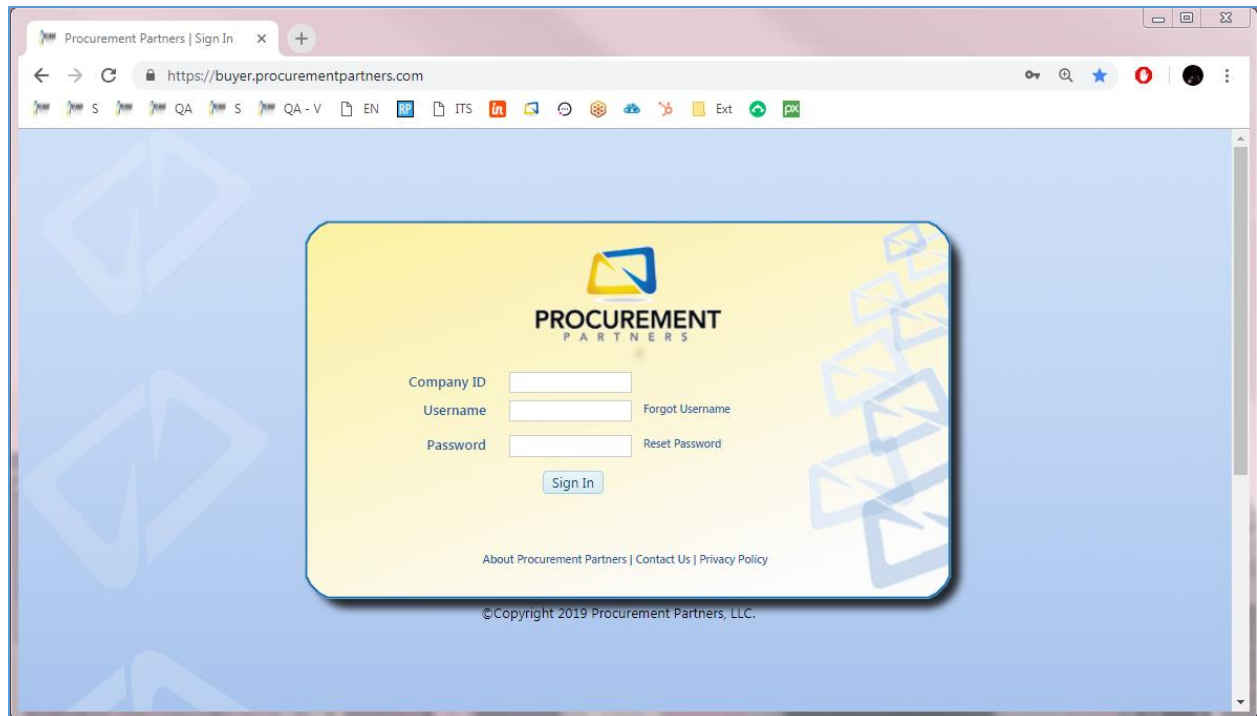 Procurement Partners | Sign In
https://buyer.procurementpartners.com
S QA S QA - V EN RP ITS in Ext px
PROCUREMENT
PARTNERS
Company ID
Username Forgot Username
Password Reset Password
Sign In
About Procurement Partners | Contact Us | Privacy Policy
©Copyright 2019 Procurement Partners, LLC.